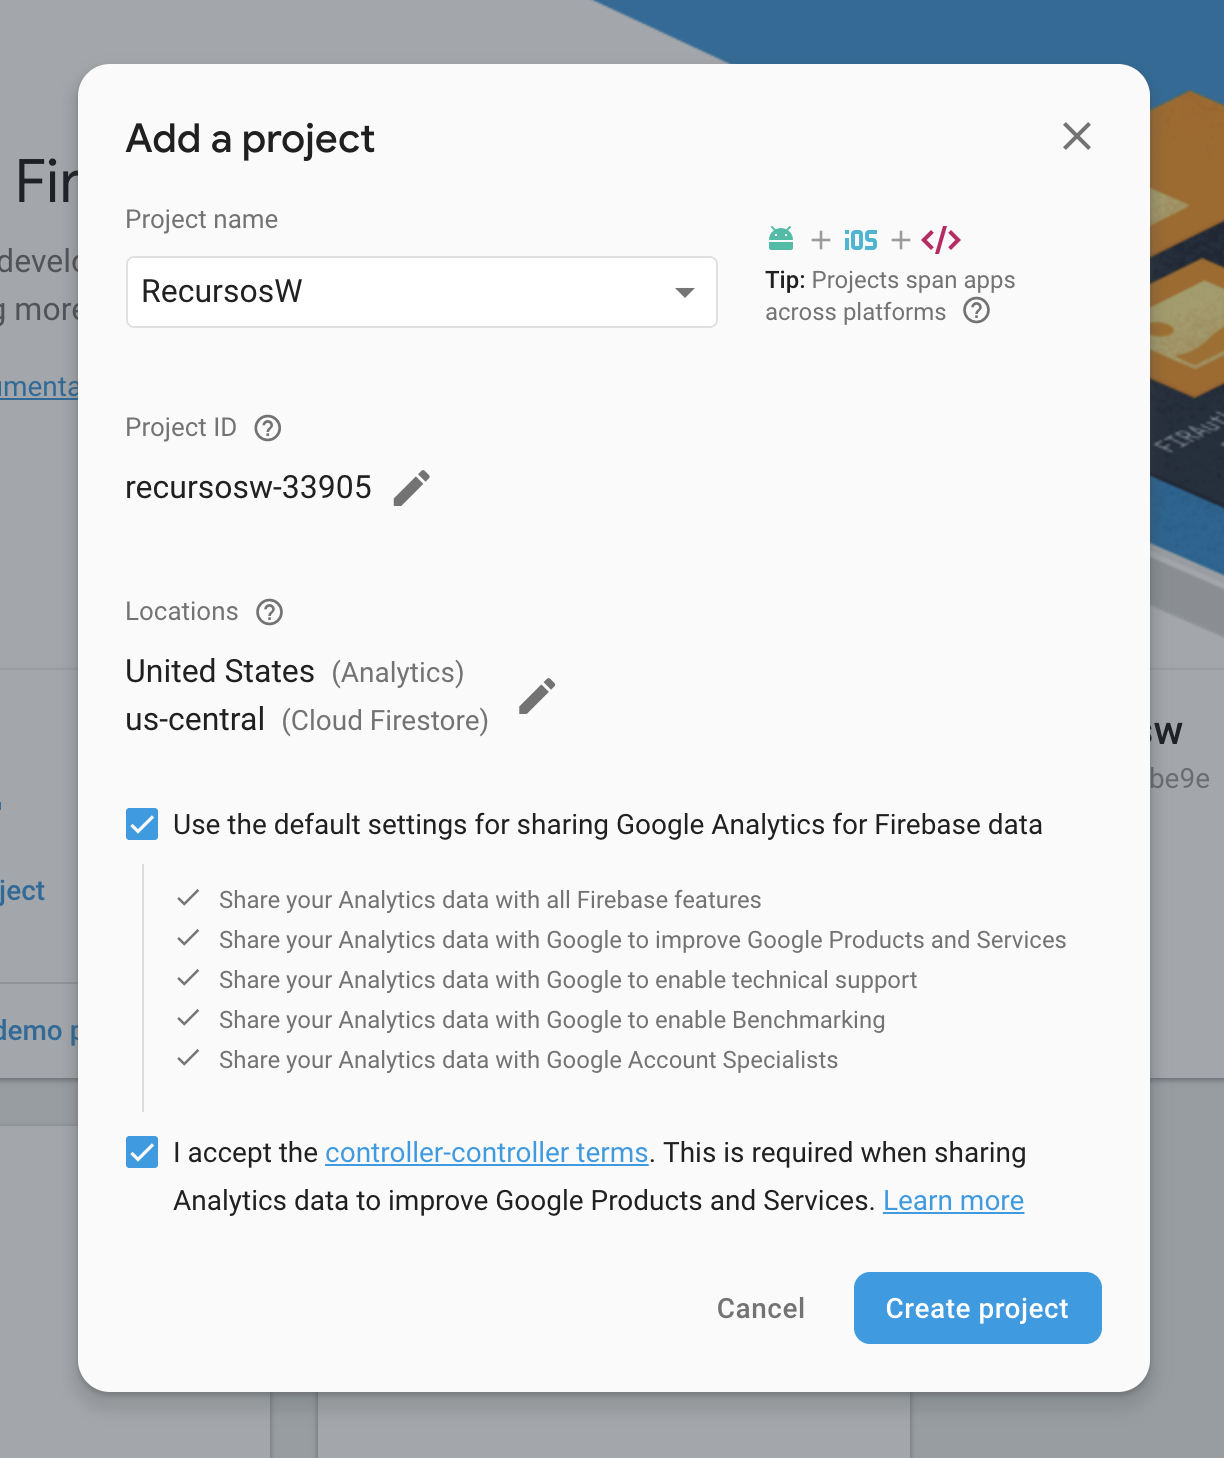 Add a project
Fir
Project name
develo
RecursosW
iOS
Tip: Projects span apps
across platforms
g more
umenta
Project ID
FIRAut
recursosw-33905
Locations
United States (Analytics)
us-central (Cloud Firestore)
sw
be9e
Use the default settings for sharing Google Analytics for Firebase data
ject
Share your Analytics data with all Firebase features
Share your Analytics data with Google to improve Google Products and Services
Share your Analytics data with Google to enable technical support
Share your Analytics data with Google to enable Benchmarking
demo p
Share your Analytics data with Google Account Specialists
I accept the controller-controller terms. This is required when sharing
Analytics data to improve Google Products and Services. Learn more
Cancel
Create project